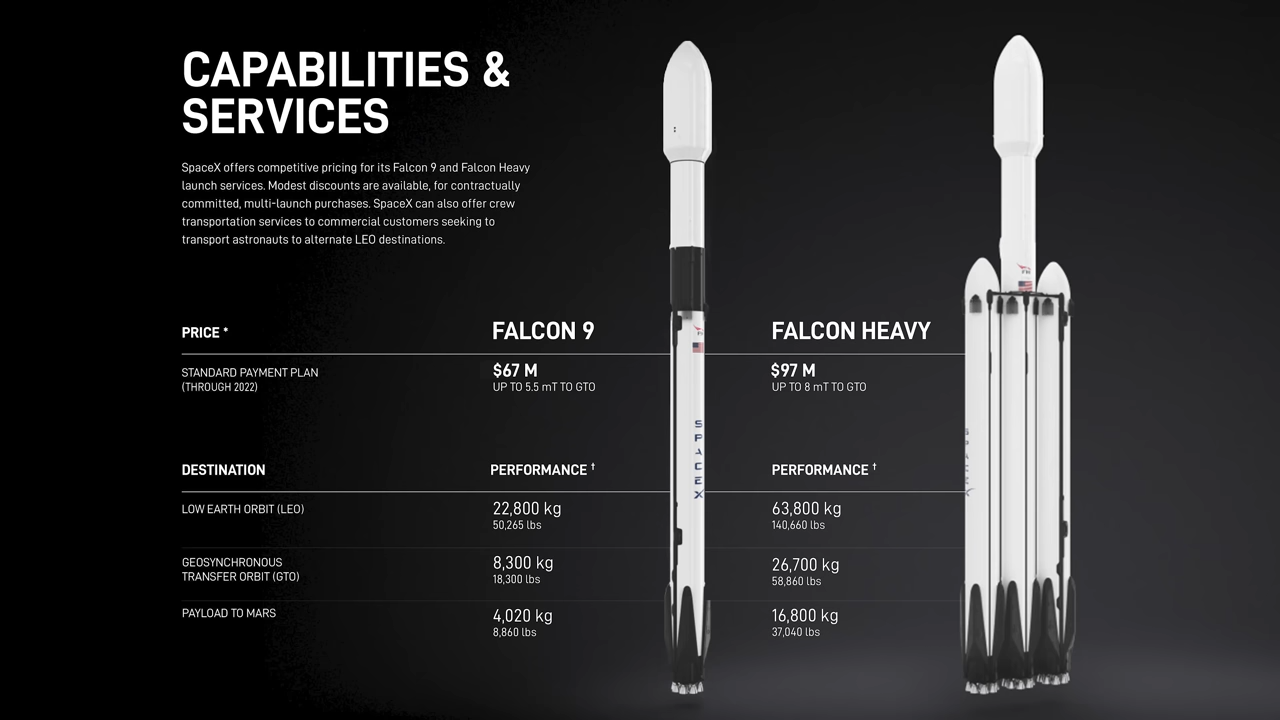 CAPABILITIES &
SERVICES
SpaceX offers competitive pricing for its Falcon 9 and Falcon Heavy
launch services. Modest discounts are available, for contractually
committed, multi-launch purchases. SpaceX can also offer crew
transportation services to commercial customers seeking to
transport astronauts to alternate LEO destinations.
PRICE * FALCON 9 FALCON HEAVY
STANDARD PAYMENT PLAN $67 M $97 M
(THROUGH 2022) UP TO 5.5 mT TO GTO UP TO 8 mT TO GTO
DESTINATION PERFORMANCE † PERFORMANCE †
LOW EARTH ORBIT (LEO) 22,800 kg 63,800 kg
50,265 lbs 140,660 lbs
GEOSYNCHRONOUS 8,300 kg 26,700 kg
TRANSFER ORBIT (GTO) 18,300 lbs 58,860 lbs
PAYLOAD TO MARS 4,020 kg 16,800 kg
8,860 lbs 37,040 lbs
SPACEX
SPACEX